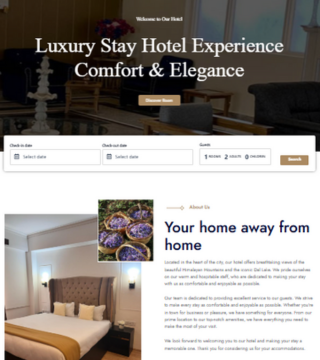 Welcome to Our Hotel
Luxury Stay Hotel Experience
Comfort & Elegance
Discover Room
Check in date
Check out date
Guests
Select date
Select date
1 ROOMS 2 ADULTS 0 CHILDREN
Search
About Us
Your home away from
home
Located in the heart of the city, our hotel offers breathtaking views of the
beautiful Himalayan Mountains and the iconic Dal Lake. We pride ourselves
on our warm and hospitable staff, who are dedicated to making your stay
with us as comfortable and enjoyable as possible.
Our team is dedicated to providing excellent service to our guests. We strive
to make every stay as comfortable and enjoyable as possible. Whether you're
in town for business or pleasure, we have something for everyone. From our
prime location to our top-notch amenities, we have everything you need to
make the most of your visit.
We look forward to welcoming you to our hotel and making your stay a
memorable one. Thank you for considering us for your accommodations.